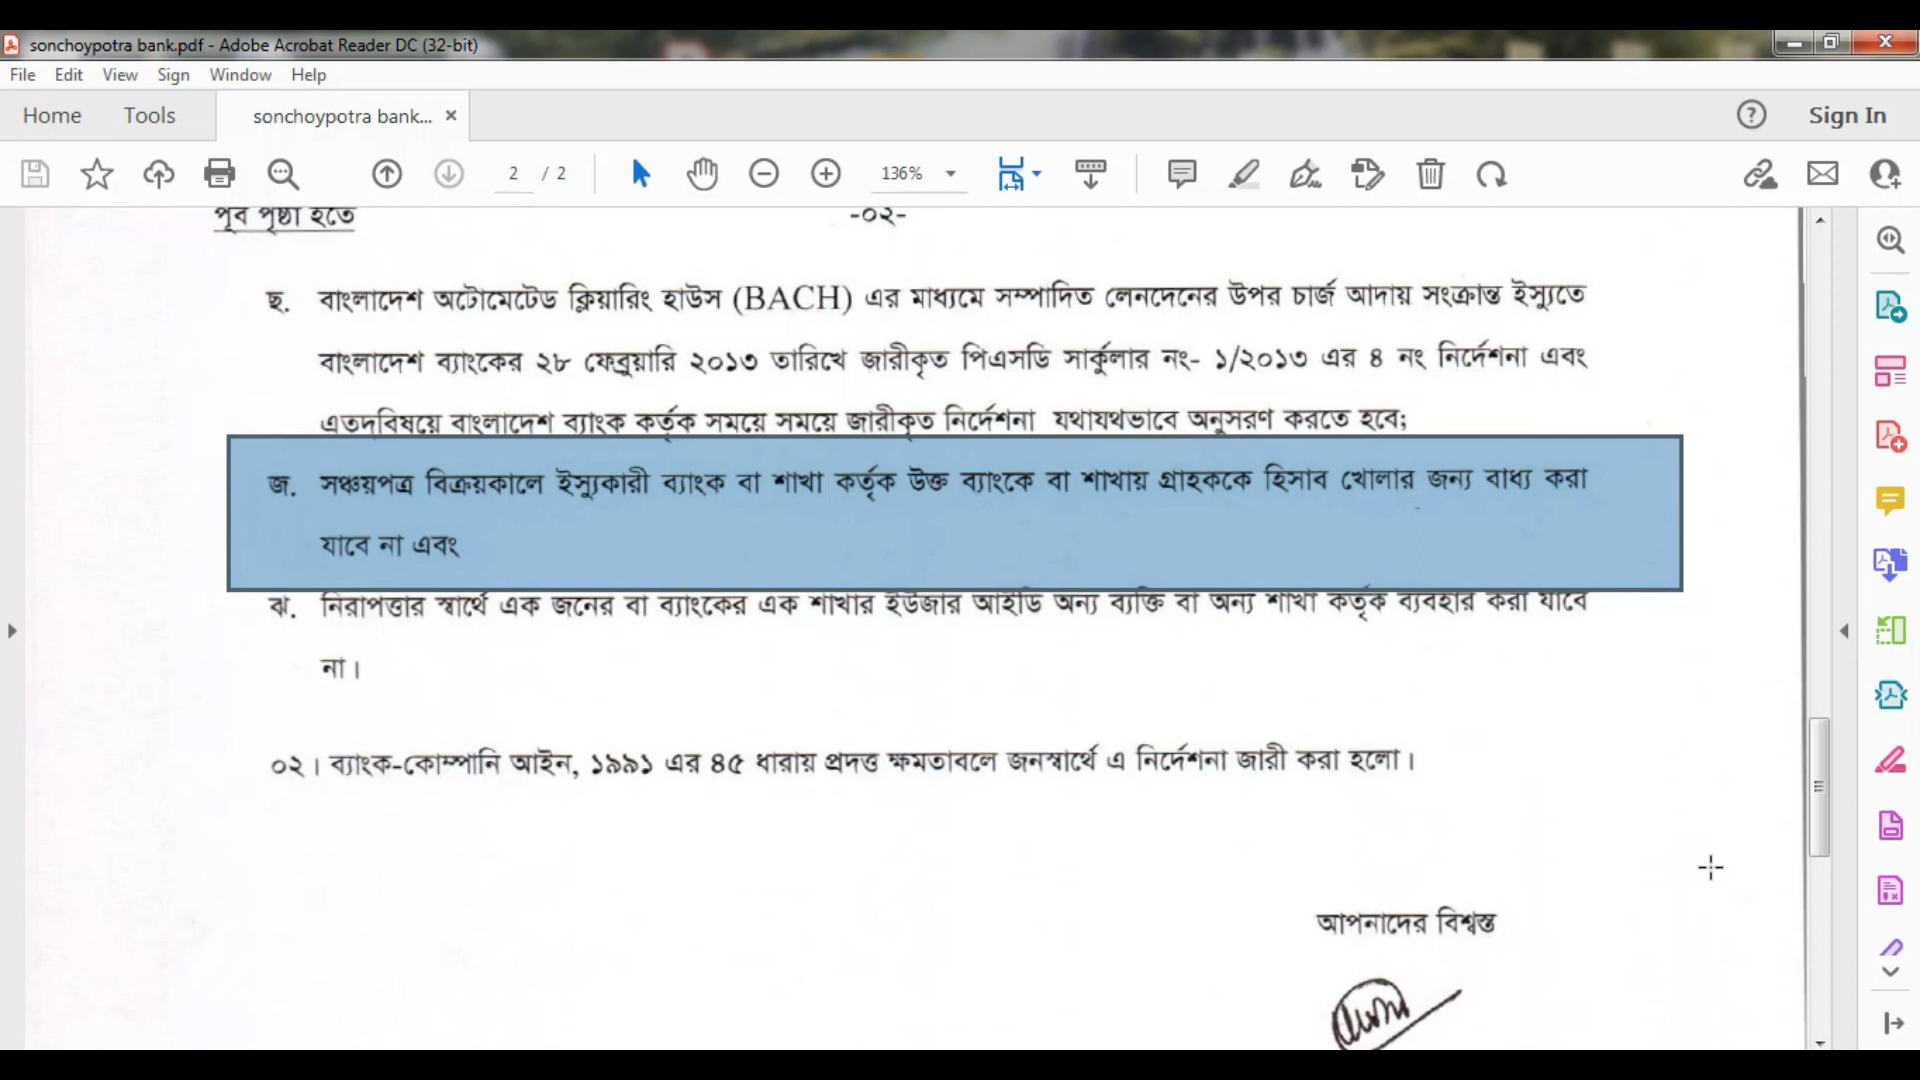 sonchoypotra bank.pdf - Adobe Acrobat Reader DC (32-bit)
File Edit View Sign Window Help
Home Tools sonchoypotra bank... × Sign In
2 / 2 136%
পূর্ব পৃষ্ঠা হতে -০২-
ছ. বাংলাদেশ অটোমেটেড ক্লিয়ারিং হাউস (BACH) এর মাধ্যমে সম্পাদিত লেনদেনের উপর চার্জ আদায় সংক্রান্ত ইস্যুতে
বাংলাদেশ ব্যাংকের ২৮ ফেব্রুয়ারি ২০১৩ তারিখে জারীকৃত পিএসডি সার্কুলার নং- ১/২০১৩ এর ৪ নং নির্দেশনা এবং
এতদবিষয়ে বাংলাদেশ ব্যাংক কর্তৃক সময়ে সময়ে জারীকৃত নির্দেশনা যথাযথভাবে অনুসরণ করতে হবে;
জ. সঞ্চয়পত্র বিক্রয়কালে ইস্যুকারী ব্যাংক বা শাখা কর্তৃক উক্ত ব্যাংকে বা শাখায় গ্রাহককে হিসাব খোলার জন্য বাধ্য করা
যাবে না এবং
ঝ. নিরাপত্তার স্বার্থে এক জনের বা ব্যাংকের এক শাখার ইউজার আইডি অন্য ব্যক্তি বা অন্য শাখা কর্তৃক ব্যবহার করা যাবে
না।
০২। ব্যাংক-কোম্পানি আইন, ১৯৯১ এর ৪৫ ধারায় প্রদত্ত ক্ষমতাবলে জনস্বার্থে এ নির্দেশনা জারী করা হলো।
আপনাদের বিশ্বস্ত